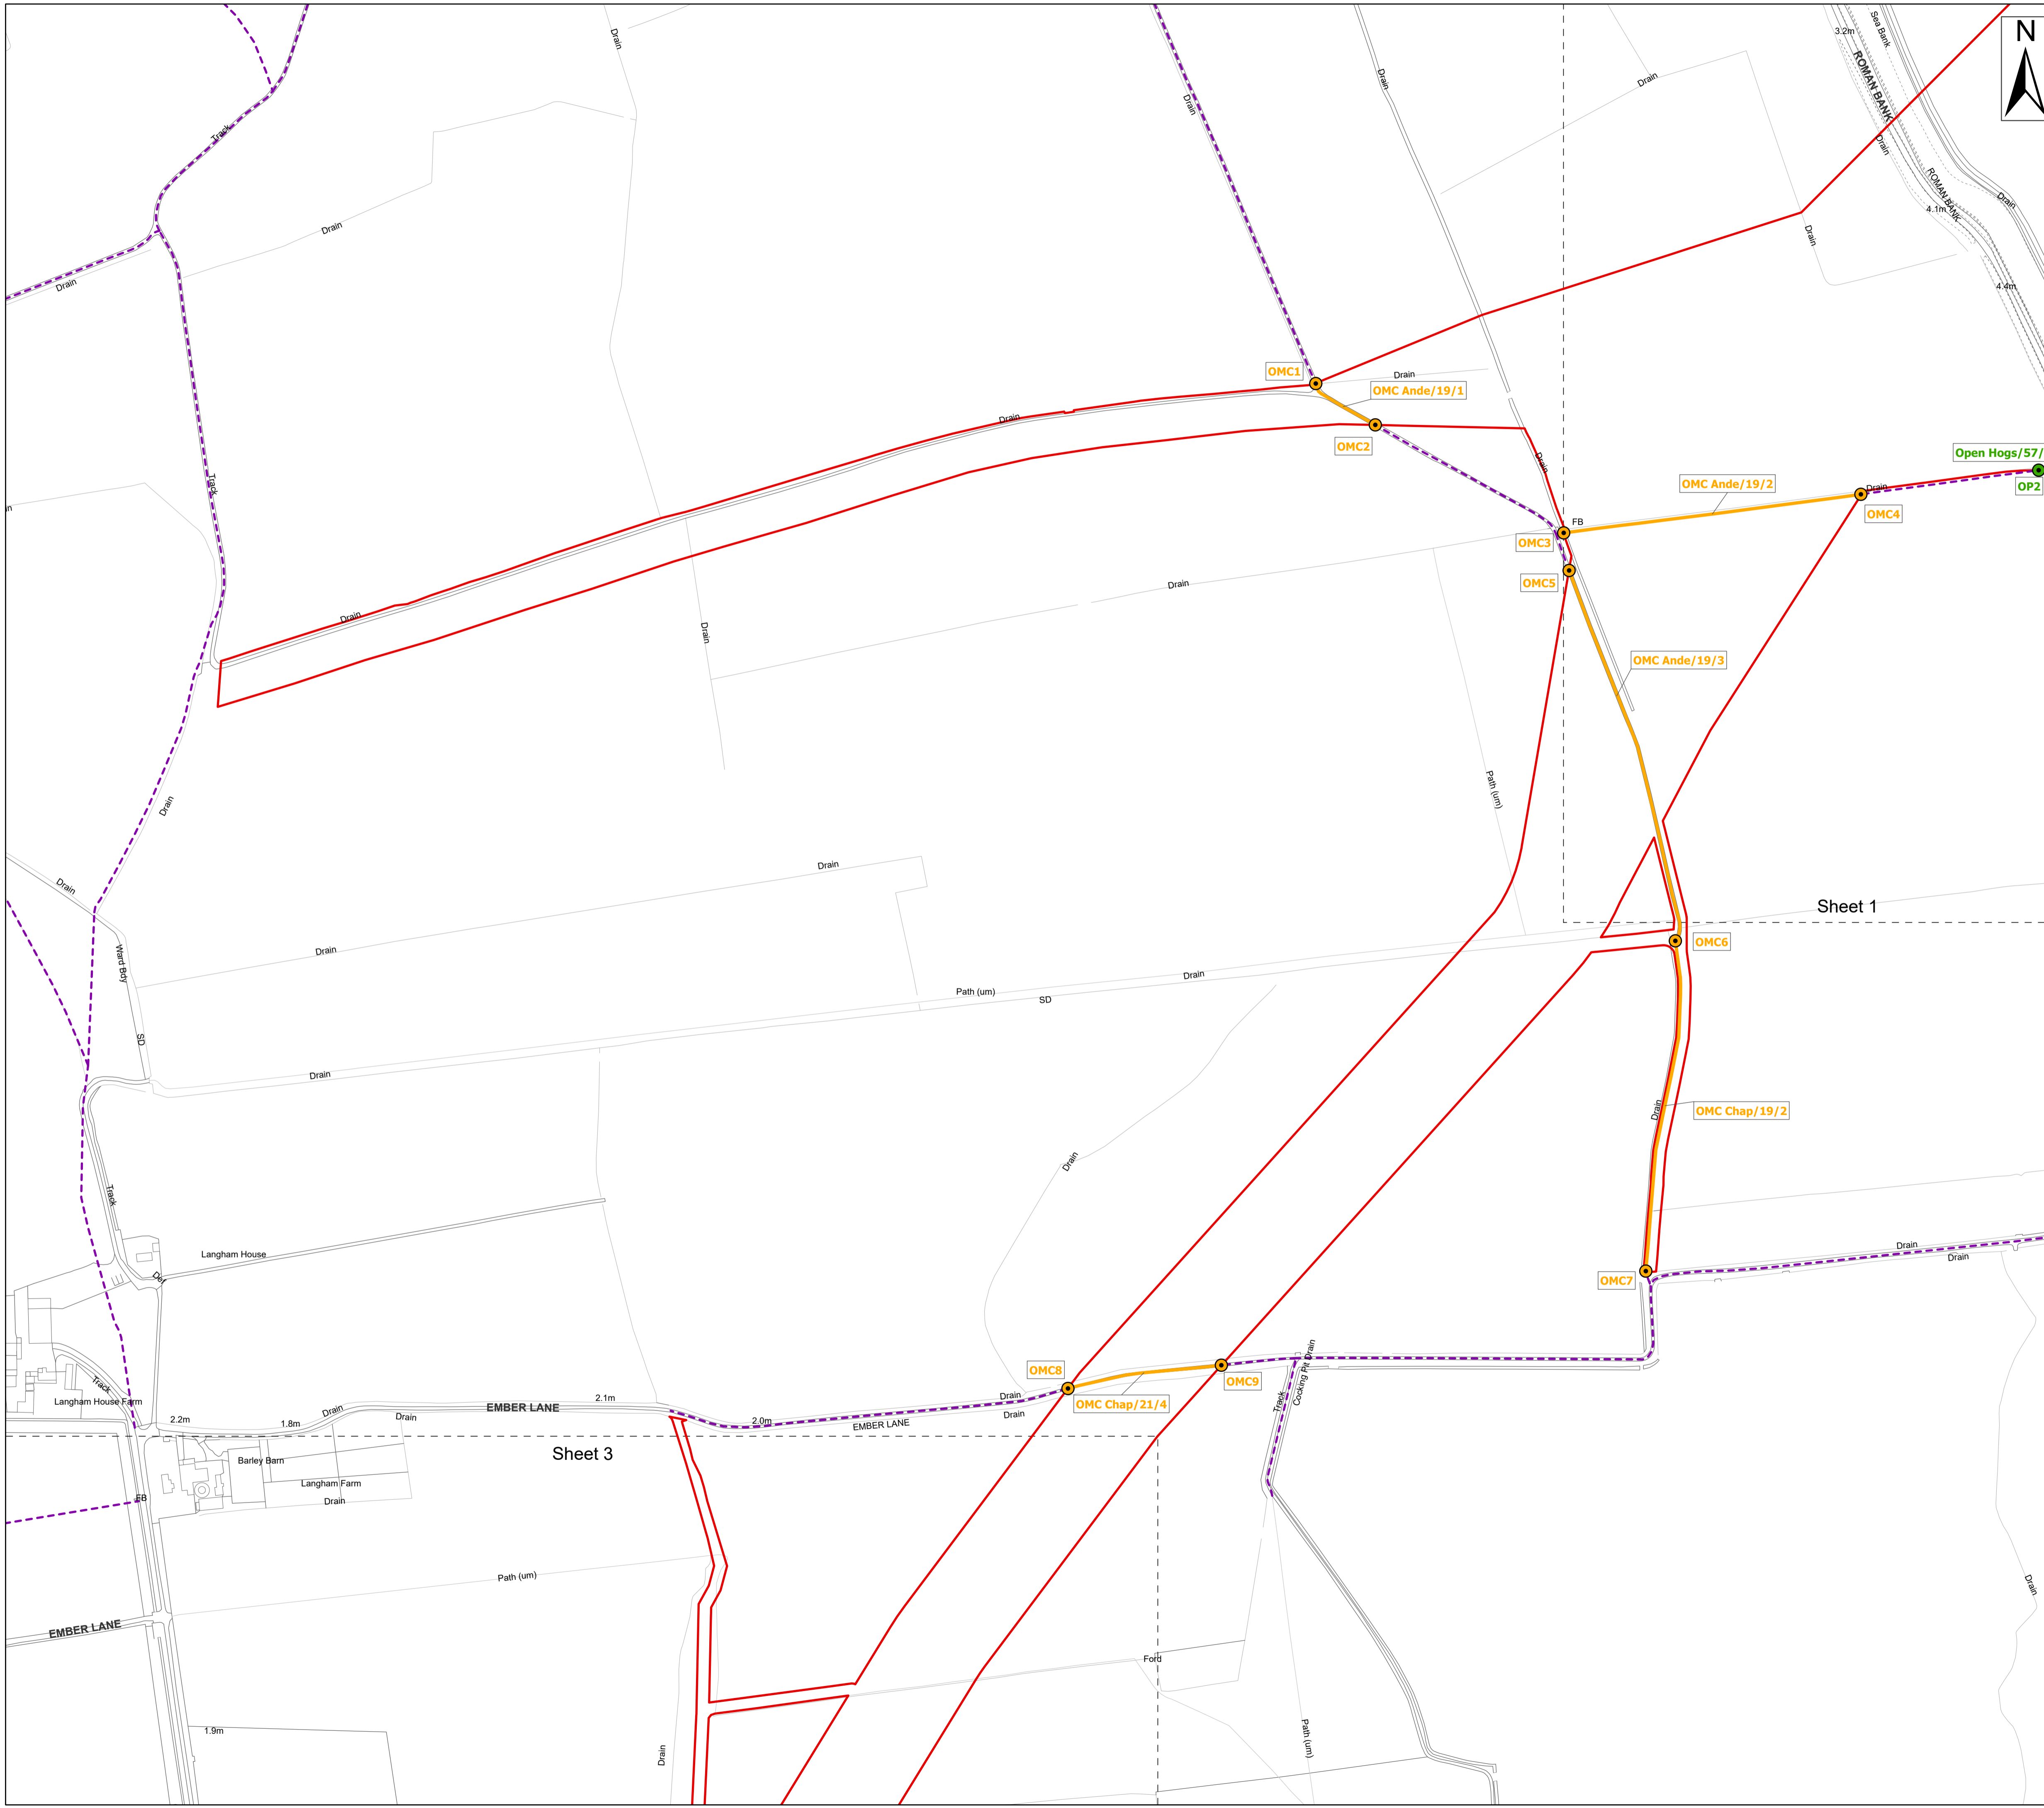 Drain
Sea Bank
3.2m
N
ROMAN BANK
Drain
Drain
Drain
Drain
Track
Drain
ROMAN BANK
Drain
4.1m
Drain
Drain
Drain
4.4m
OMC1
Drain
OMC Ande/19/1
Drain
OMC2
Open Hogs/57/
Drain
Track
OMC Ande/19/2
Drain
OP2
OMC4
FB
OMC3
OMC5
Drain
Drain
Drain
OMC Ande/19/3
Path (um)
Drain
Drain
Drain
Sheet 1
Drain
OMC6
Ward Bdy
Drain
Path (um)
SD
SD
Drain
OMC Chap/19/2
Drain
Drain
Track
Langham House
Drain
Drain
Def
OMC7
Cocking Pit Drain
OMC8
OMC9
Track
Langham House Farm
Track
2.1m
Drain
OMC Chap/21/4
EMBER LANE
Drain
Drain
Drain
2.2m
1.8m
2.0m
EMBER LANE
Sheet 3
Barley Barn
Langham Farm
FB
Drain
Path (um)
Drain
EMBER LANE
Ford
1.9m
Drain
Path (um)